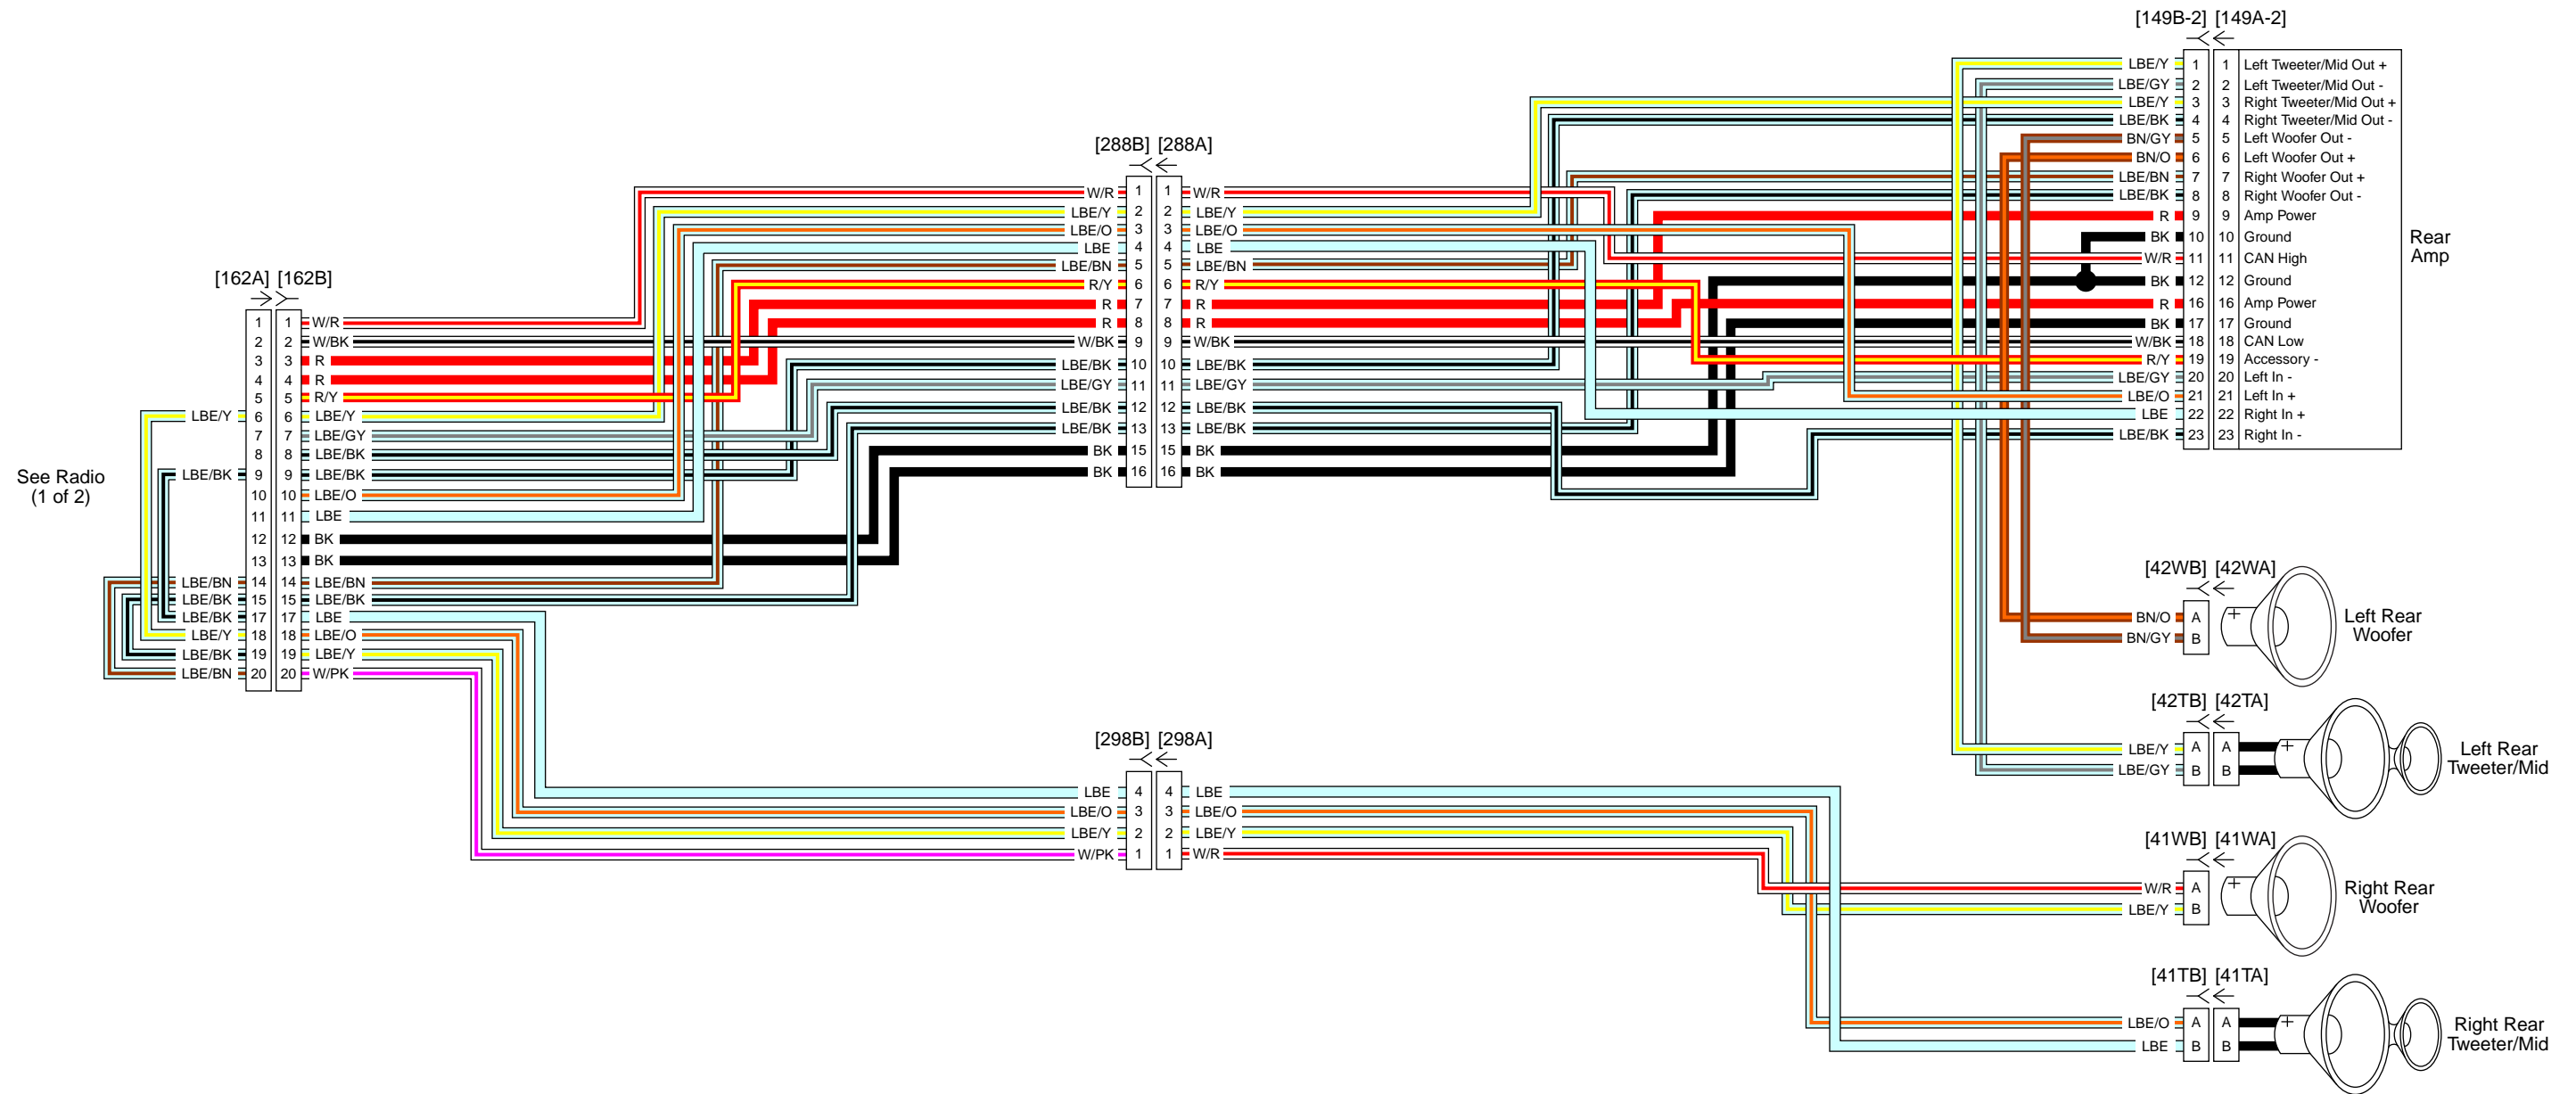 [149B-2] [149A-2]
LBE/Y 1 1 Left Tweeter/Mid Out +
LBE/GY 2 2 Left Tweeter/Mid Out -
LBE/Y 3 3 Right Tweeter/Mid Out +
LBE/BK 4 4 Right Tweeter/Mid Out -
BN/GY 5 5 Left Woofer Out -
BN/O 6 6 Left Woofer Out +
LBE/BN 7 7 Right Woofer Out +
LBE/BK 8 8 Right Woofer Out -
R 9 9 Amp Power
BK 10 10 Ground
W/R 11 11 CAN High
BK 12 12 Ground
R 16 16 Amp Power
BK 17 17 Ground
W/BK 18 18 CAN Low
R/Y 19 19 Accessory -
LBE/GY 20 20 Left In -
LBE/O 21 21 Left In +
LBE 22 22 Right In +
LBE/BK 23 23 Right In -
Rear
Amp
[288B] [288A]
W/R 1 1 W/R
LBE/Y 2 2 LBE/Y
LBE/O 3 3 LBE/O
LBE 4 4 LBE
LBE/BN 5 5 LBE/BN
R/Y 6 6 R/Y
R 7 7 R
R 8 8 R
W/BK 9 9 W/BK
LBE/BK 10 10 LBE/BK
LBE/GY 11 11 LBE/GY
LBE/BK 12 12 LBE/BK
LBE/BK 13 13 LBE/BK
BK 15 15 BK
BK 16 16 BK
[162A] [162B]
1 1 W/R
2 2 W/BK
3 3 R
4 4 R
5 5 R/Y
LBE/Y 6 6 LBE/Y
7 7 LBE/GY
8 8 LBE/BK
LBE/BK 9 9 LBE/BK
10 10 LBE/O
11 11 LBE
12 12 BK
13 13 BK
LBE/BN 14 14 LBE/BN
LBE/BK 15 15 LBE/BK
LBE/BK 17 17 LBE
LBE/Y 18 18 LBE/O
LBE/BK 19 19 LBE/Y
LBE/BN 20 20 W/PK
See Radio
(1 of 2)
[298B] [298A]
LBE 4 4 LBE
LBE/O 3 3 LBE/O
LBE/Y 2 2 LBE/Y
W/PK 1 1 W/R
[42WB] [42WA]
BN/O A +
BN/GY B
Left Rear
Woofer
[42TB] [42TA]
LBE/Y A A +
LBE/GY B B
Left Rear
Tweeter/Mid
[41WB] [41WA]
W/R A +
LBE/Y B
Right Rear
Woofer
[41TB] [41TA]
LBE/O A A +
LBE B B
Right Rear
Tweeter/Mid